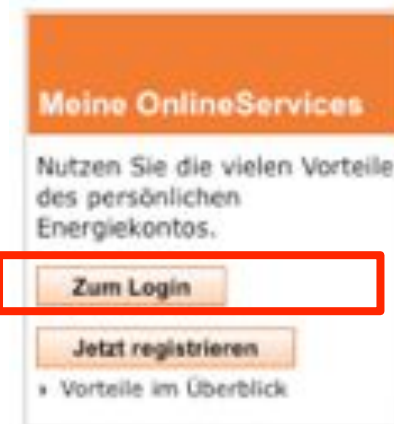 Meine OnlineServices
Nutzen Sie die vielen Vorteile
des persönlichen
Energiekontos.
Zum Login
Jetzt registrieren
Vorteile im Überblick